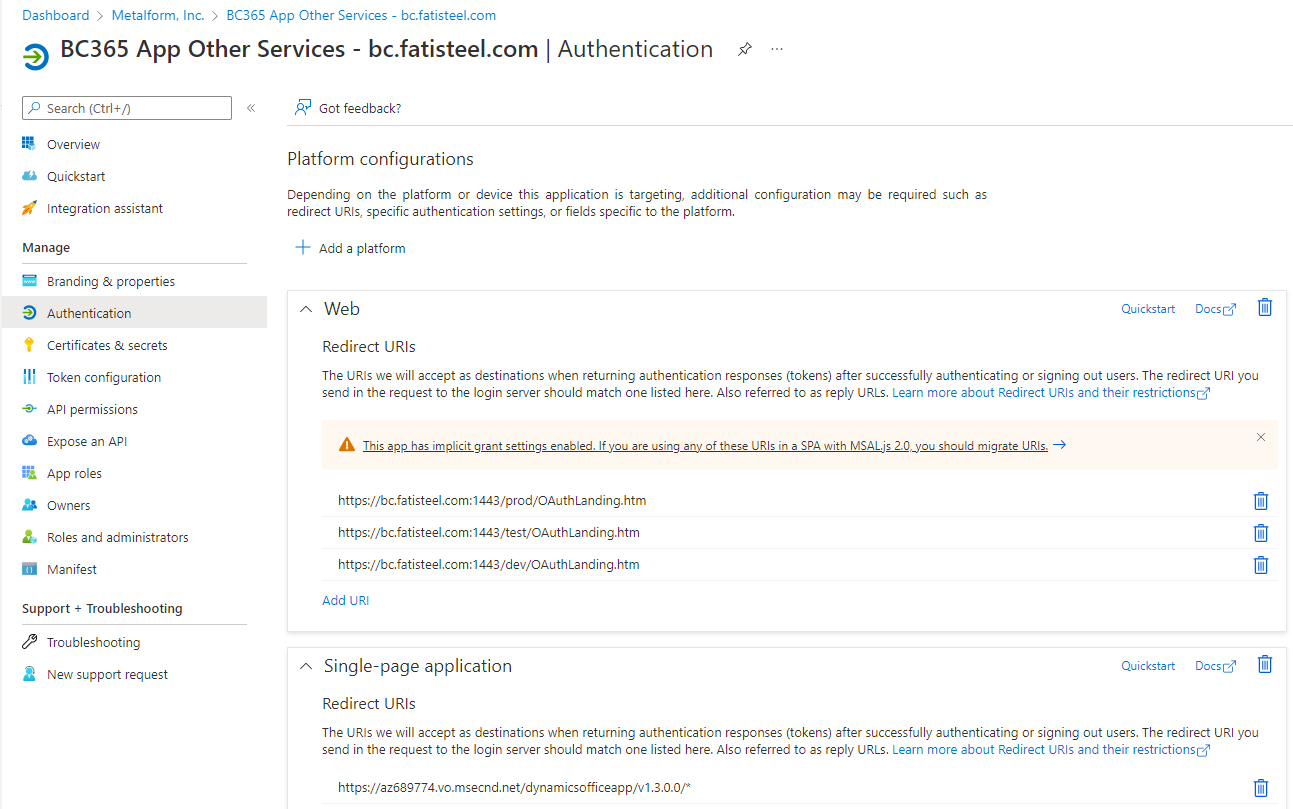 Dashboard > Metalform, Inc. > BC365 App Other Services - bc.fatisteel.com
BC365 App Other Services - bc.fatisteel.com | Authentication
Search (Ctrl+/)
Overview
Quickstart
Integration assistant
Manage
Branding & properties
Authentication
Certificates & secrets
Token configuration
API permissions
Expose an API
App roles
Owners
Roles and administrators
Manifest
Support + Troubleshooting
Troubleshooting
New support request
Got feedback?
Platform configurations
Depending on the platform or device this application is targeting, additional configuration may be required such as
redirect URIs, specific authentication settings, or fields specific to the platform.
Add a platform
Web
Quickstart Docs
Redirect URIs
The URIs we will accept as destinations when returning authentication responses (tokens) after successfully authenticating or signing out users. The redirect URI you
send in the request to the login server should match one listed here. Also referred to as reply URLs. Learn more about Redirect URIs and their restrictions
This app has implicit grant settings enabled. If you are using any of these URIs in a SPA with MSAL.js 2.0, you should migrate URIs.
https://bc.fatisteel.com:1443/prod/OAuthLanding.htm
https://bc.fatisteel.com:1443/test/OAuthLanding.htm
https://bc.fatisteel.com:1443/dev/OAuthLanding.htm
Add URI
Single-page application
Quickstart Docs
Redirect URIs
The URIs we will accept as destinations when returning authentication responses (tokens) after successfully authenticating or signing out users. The redirect URI you
send in the request to the login server should match one listed here. Also referred to as reply URLs. Learn more about Redirect URIs and their restrictions
https://az689774.vo.msecnd.net/dynamicsofficeapp/v1.3.0.0/*